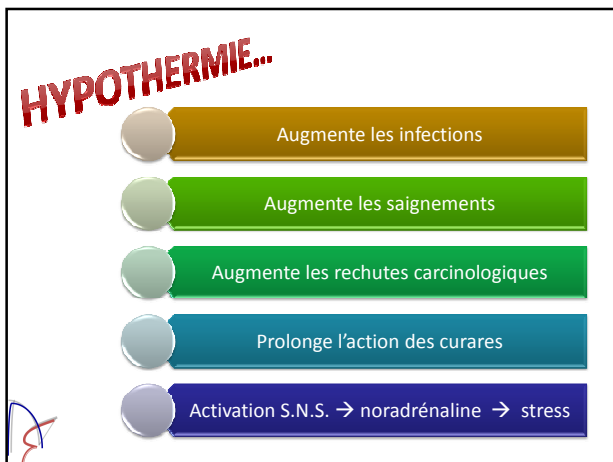 HYPOTHERMIE...
Augmente les infections
Augmente les saignements
Augmente les rechutes carcinologiques
Prolonge l’action des curares
Activation S.N.S. → noradrénaline → stress